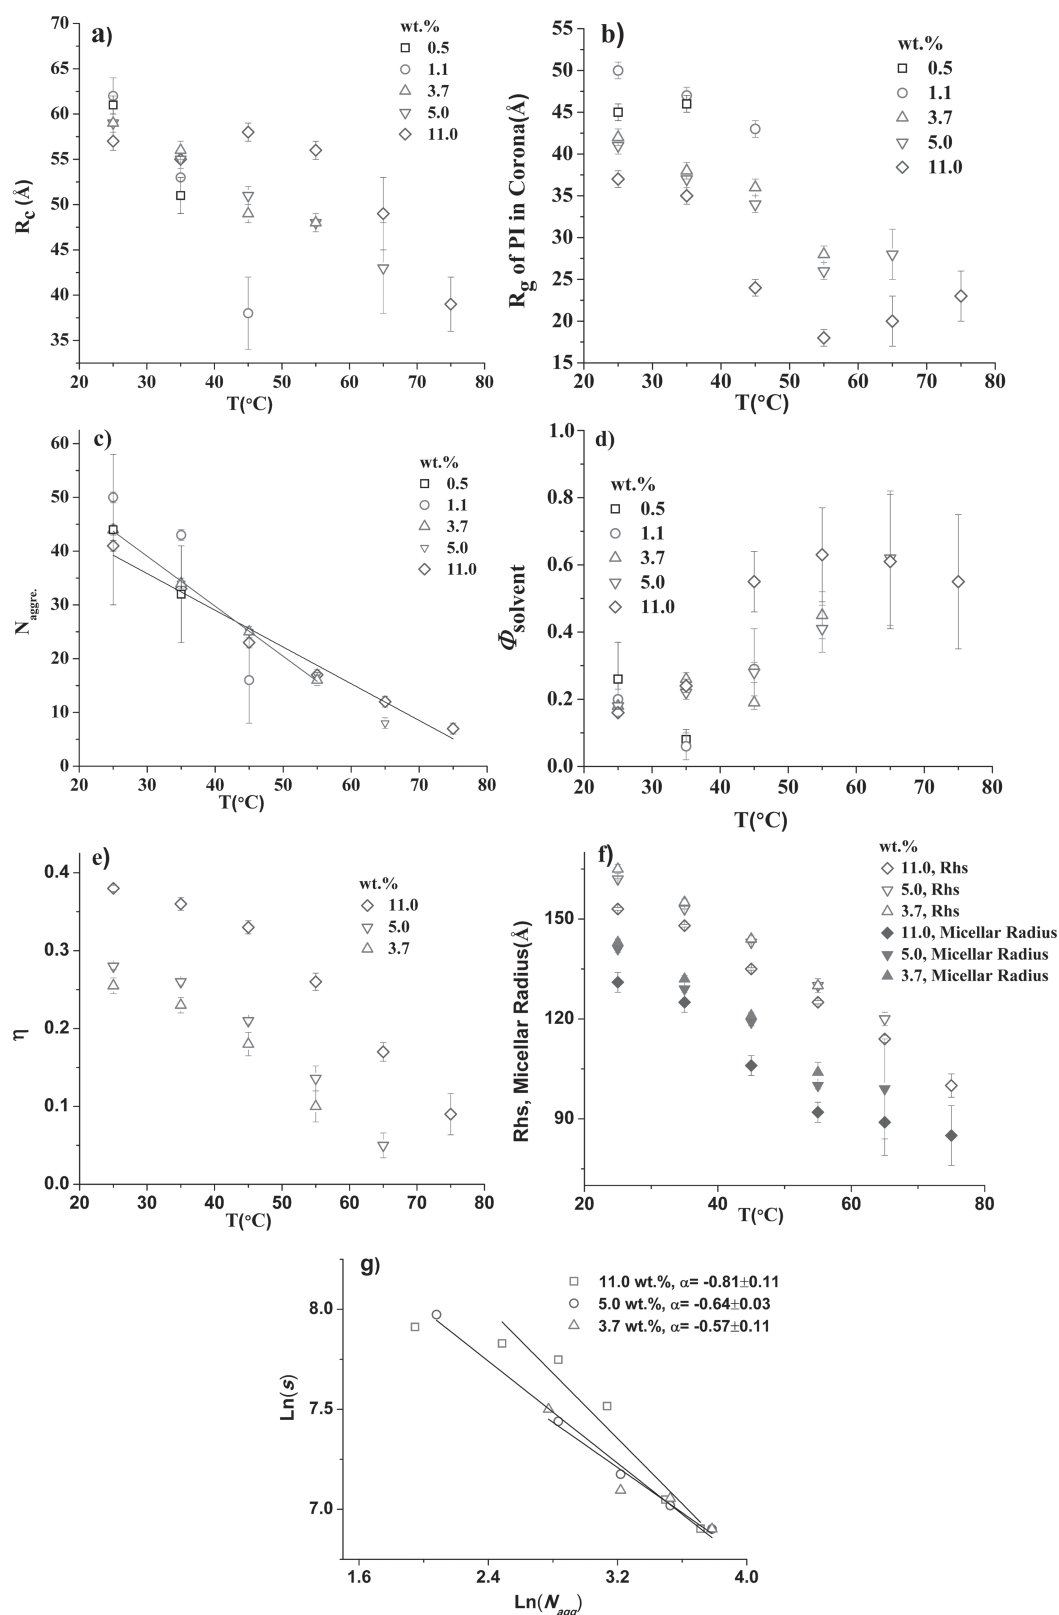 a)
70
65
60
55
50
45
40
35
R_c (Å)
wt.%
0.5
1.1
3.7
5.0
11.0
20 30 40 50 60 70 80
T(°C)
b)
55
50
45
40
35
30
25
20
15
R_g of PI in Corona(Å)
wt.%
0.5
1.1
3.7
5.0
11.0
20 30 40 50 60 70 80
T(°C)
c)
60
50
40
30
20
10
0
N_aggre.
wt.%
0.5
1.1
3.7
5.0
11.0
20 30 40 50 60 70 80
T(°C)
d)
1.0
0.8
0.6
0.4
0.2
0.0
Φ_solvent
wt.%
0.5
1.1
3.7
5.0
11.0
20 30 40 50 60 70 80
T(°C)
e)
0.4
0.3
0.2
0.1
0.0
η
wt.%
11.0
5.0
3.7
20 30 40 50 60 70 80
T(°C)
f)
150
120
90
Rhs, Micellar Radius(Å)
wt.%
11.0, Rhs
5.0, Rhs
3.7, Rhs
11.0, Micellar Radius
5.0, Micellar Radius
3.7, Micellar Radius
20 40 60 80
T(°C)
g)
8.0
7.5
7.0
Ln(s)
11.0 wt.%, α= -0.81±0.11
5.0 wt.%, α= -0.64±0.03
3.7 wt.%, α= -0.57±0.11
1.6 2.4 3.2 4.0
Ln(N_agg)